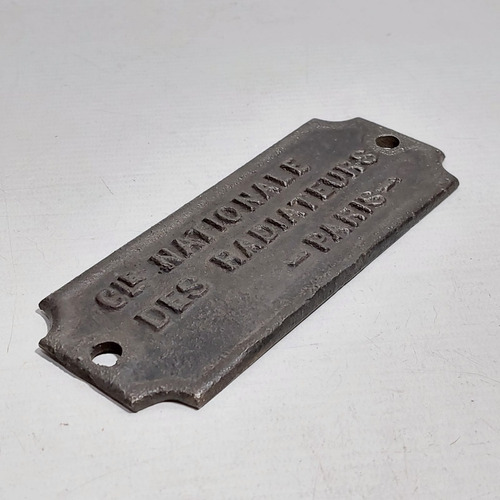 CIE NATIONALE
DES RADIATEURS
— PARIS —